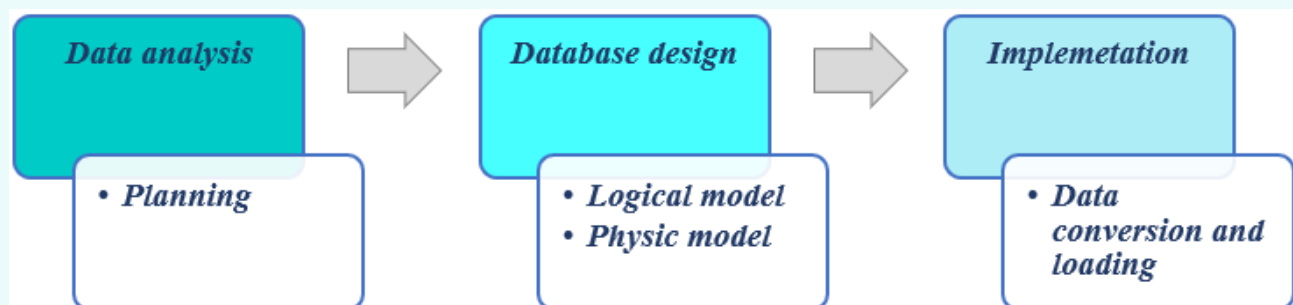 Data analysis
• Planning
Database design
• Logical model
• Physic model
Implemetation
• Data
conversion and
loading